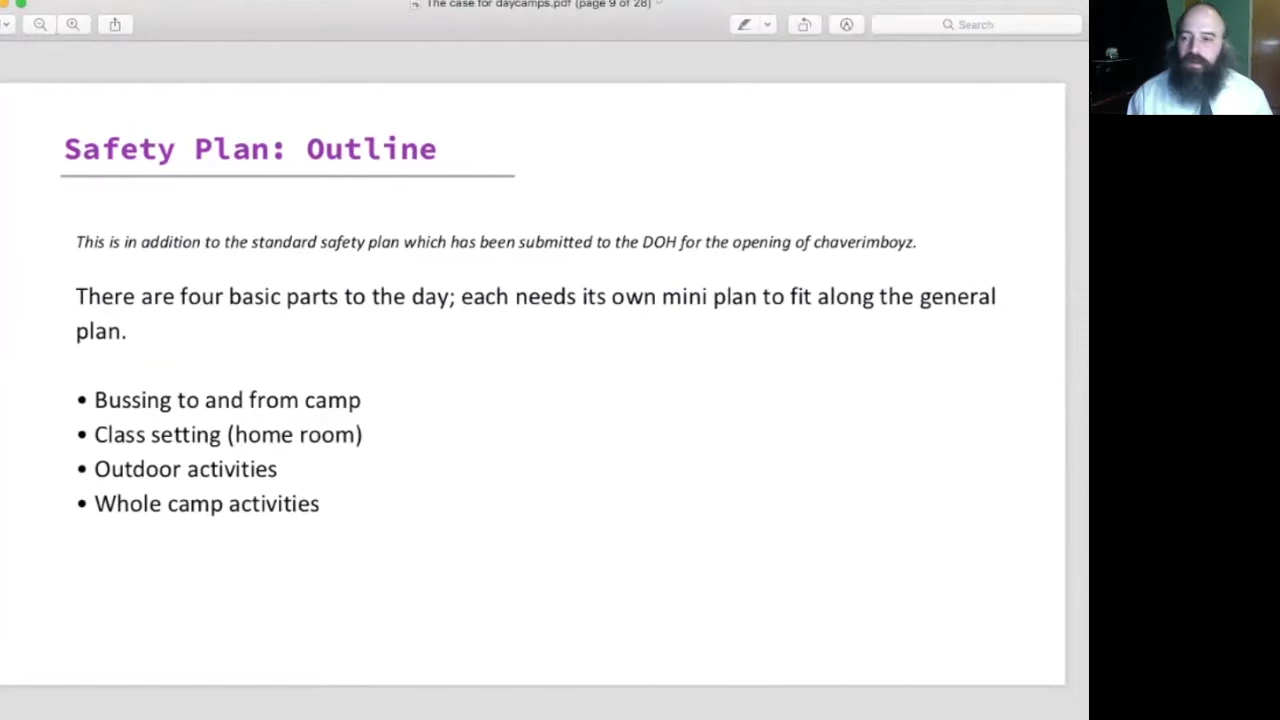 The case for daycamps.pdf (page 9 of 28)
Search
Safety Plan: Outline
This is in addition to the standard safety plan which has been submitted to the DOH for the opening of chaverimboyz.
There are four basic parts to the day; each needs its own mini plan to fit along the general
plan.
• Bussing to and from camp
• Class setting (home room)
• Outdoor activities
• Whole camp activities